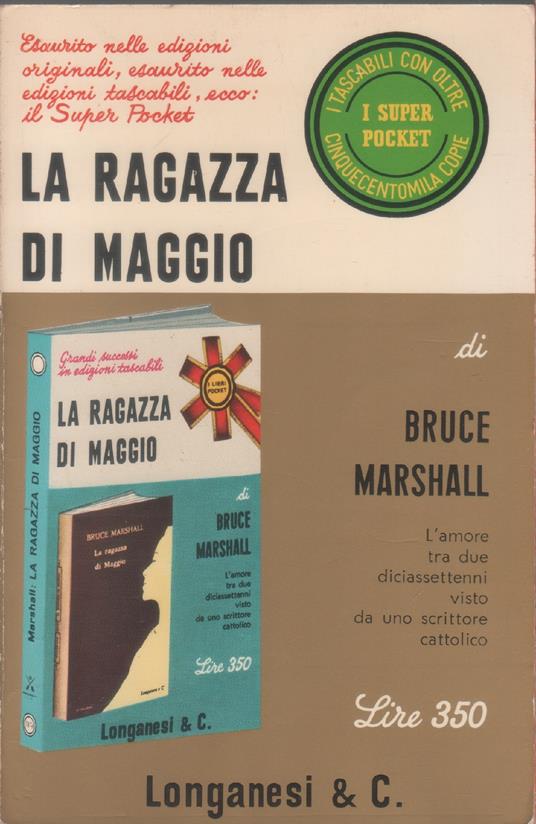 Esaurito nelle edizioni
originali, esaurito nelle
edizioni tascabili, ecco:
il Super Pocket
I TASCABILI CON OLTRE
CINQUECENTOMILA COPIE
I SUPER
POCKET
LA RAGAZZA
DI MAGGIO
di
BRUCE
MARSHALL
L'amore
tra due
diciassettenni
visto
da uno scrittore
cattolico
Lire 350
Marshall: LA RAGAZZA DI MAGGIO
Grandi successi
in edizioni tascabili
I LIBRI
POCKET
LA RAGAZZA
DI MAGGIO
di
BRUCE
MARSHALL
L'amore
tra due
diciassettenni
visto
da uno scrittore
cattolico
Lire 350
BRUCE MARSHALL
La ragazza
di Maggio
Longanesi e C.
Longanesi & C.
Longanesi & C.